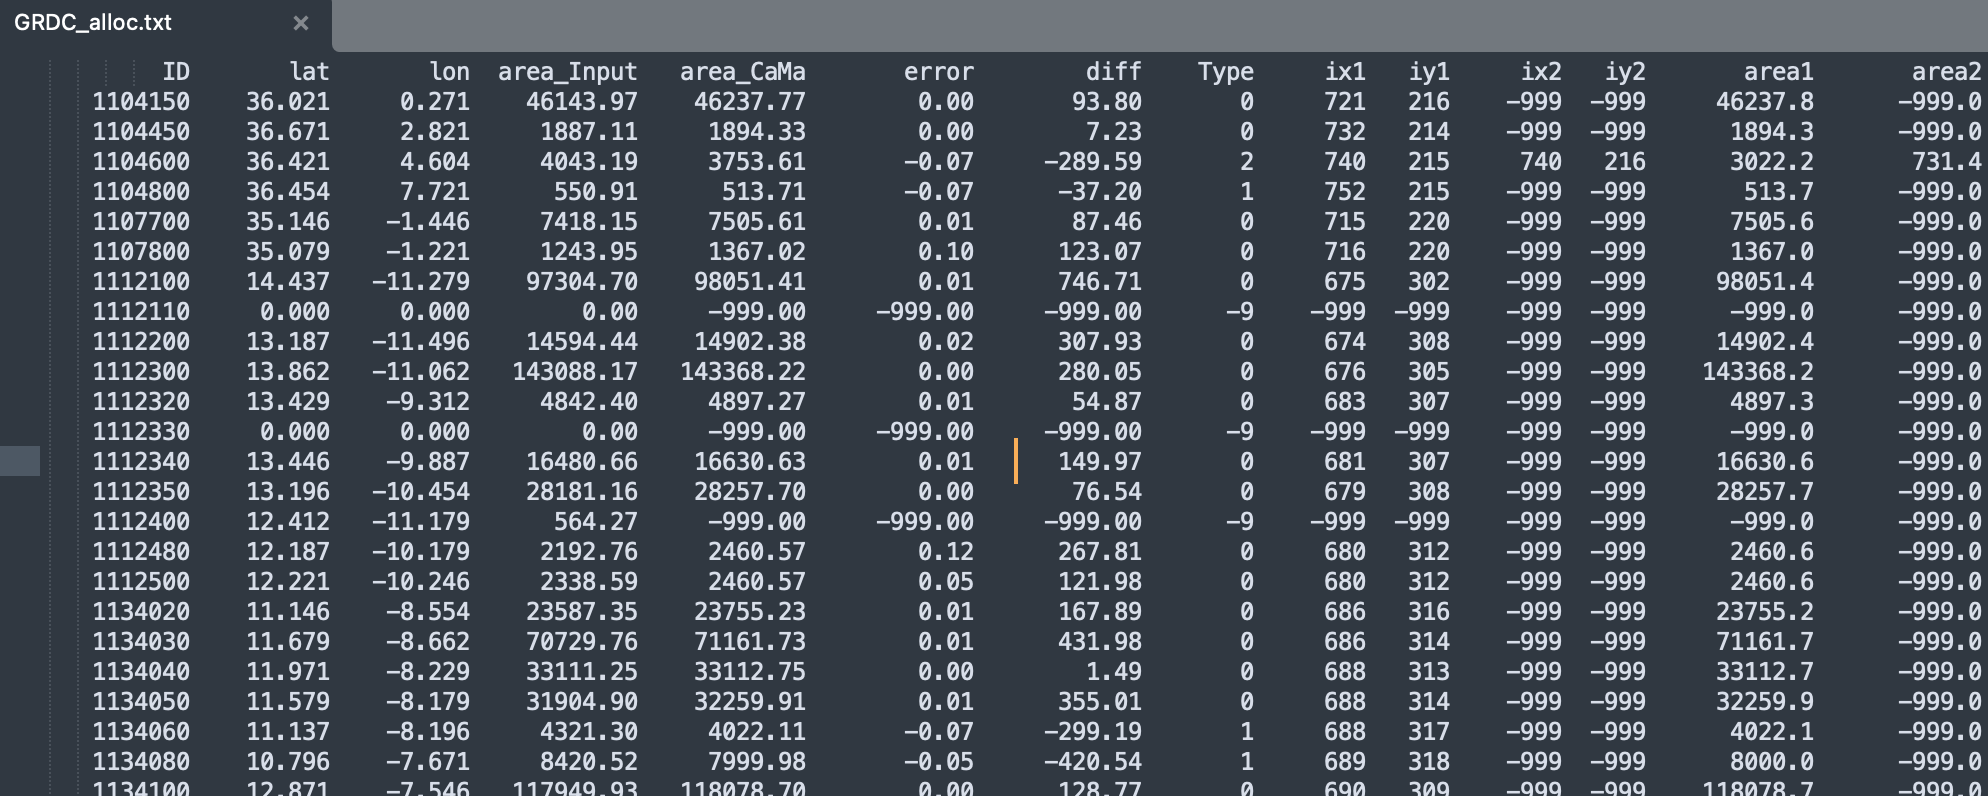 GRDC_alloc.txt ×
ID lat lon area_Input area_CaMa error diff Type ix1 iy1 ix2 iy2 area1 area2
1104150 36.021 0.271 46143.97 46237.77 0.00 93.80 0 721 216 -999 -999 46237.8 -999.0
1104450 36.671 2.821 1887.11 1894.33 0.00 7.23 0 732 214 -999 -999 1894.3 -999.0
1104600 36.421 4.604 4043.19 3753.61 -0.07 -289.59 2 740 215 740 216 3022.2 731.4
1104800 36.454 7.721 550.91 513.71 -0.07 -37.20 1 752 215 -999 -999 513.7 -999.0
1107700 35.146 -1.446 7418.15 7505.61 0.01 87.46 0 715 220 -999 -999 7505.6 -999.0
1107800 35.079 -1.221 1243.95 1367.02 0.10 123.07 0 716 220 -999 -999 1367.0 -999.0
1112100 14.437 -11.279 97304.70 98051.41 0.01 746.71 0 675 302 -999 -999 98051.4 -999.0
1112110 0.000 0.000 0.00 -999.00 -999.00 -999.00 -9 -999 -999 -999 -999 -999.0 -999.0
1112200 13.187 -11.496 14594.44 14902.38 0.02 307.93 0 674 308 -999 -999 14902.4 -999.0
1112300 13.862 -11.062 143088.17 143368.22 0.00 280.05 0 676 305 -999 -999 143368.2 -999.0
1112320 13.429 -9.312 4842.40 4897.27 0.01 54.87 0 683 307 -999 -999 4897.3 -999.0
1112330 0.000 0.000 0.00 -999.00 -999.00 -999.00 -9 -999 -999 -999 -999 -999.0 -999.0
1112340 13.446 -9.887 16480.66 16630.63 0.01 149.97 0 681 307 -999 -999 16630.6 -999.0
1112350 13.196 -10.454 28181.16 28257.70 0.00 76.54 0 679 308 -999 -999 28257.7 -999.0
1112400 12.412 -11.179 564.27 -999.00 -999.00 -999.00 -9 -999 -999 -999 -999 -999.0 -999.0
1112480 12.187 -10.179 2192.76 2460.57 0.12 267.81 0 680 312 -999 -999 2460.6 -999.0
1112500 12.221 -10.246 2338.59 2460.57 0.05 121.98 0 680 312 -999 -999 2460.6 -999.0
1134020 11.146 -8.554 23587.35 23755.23 0.01 167.89 0 686 316 -999 -999 23755.2 -999.0
1134030 11.679 -8.662 70729.76 71161.73 0.01 431.98 0 686 314 -999 -999 71161.7 -999.0
1134040 11.971 -8.229 33111.25 33112.75 0.00 1.49 0 688 313 -999 -999 33112.7 -999.0
1134050 11.579 -8.179 31904.90 32259.91 0.01 355.01 0 688 314 -999 -999 32259.9 -999.0
1134060 11.137 -8.196 4321.30 4022.11 -0.07 -299.19 1 688 317 -999 -999 4022.1 -999.0
1134080 10.796 -7.671 8420.52 7999.98 -0.05 -420.54 1 689 318 -999 -999 8000.0 -999.0
1134100 12.871 -7.546 117949.93 118078.70 0.00 128.77 0 690 309 -999 -999 118078.7 -999.0